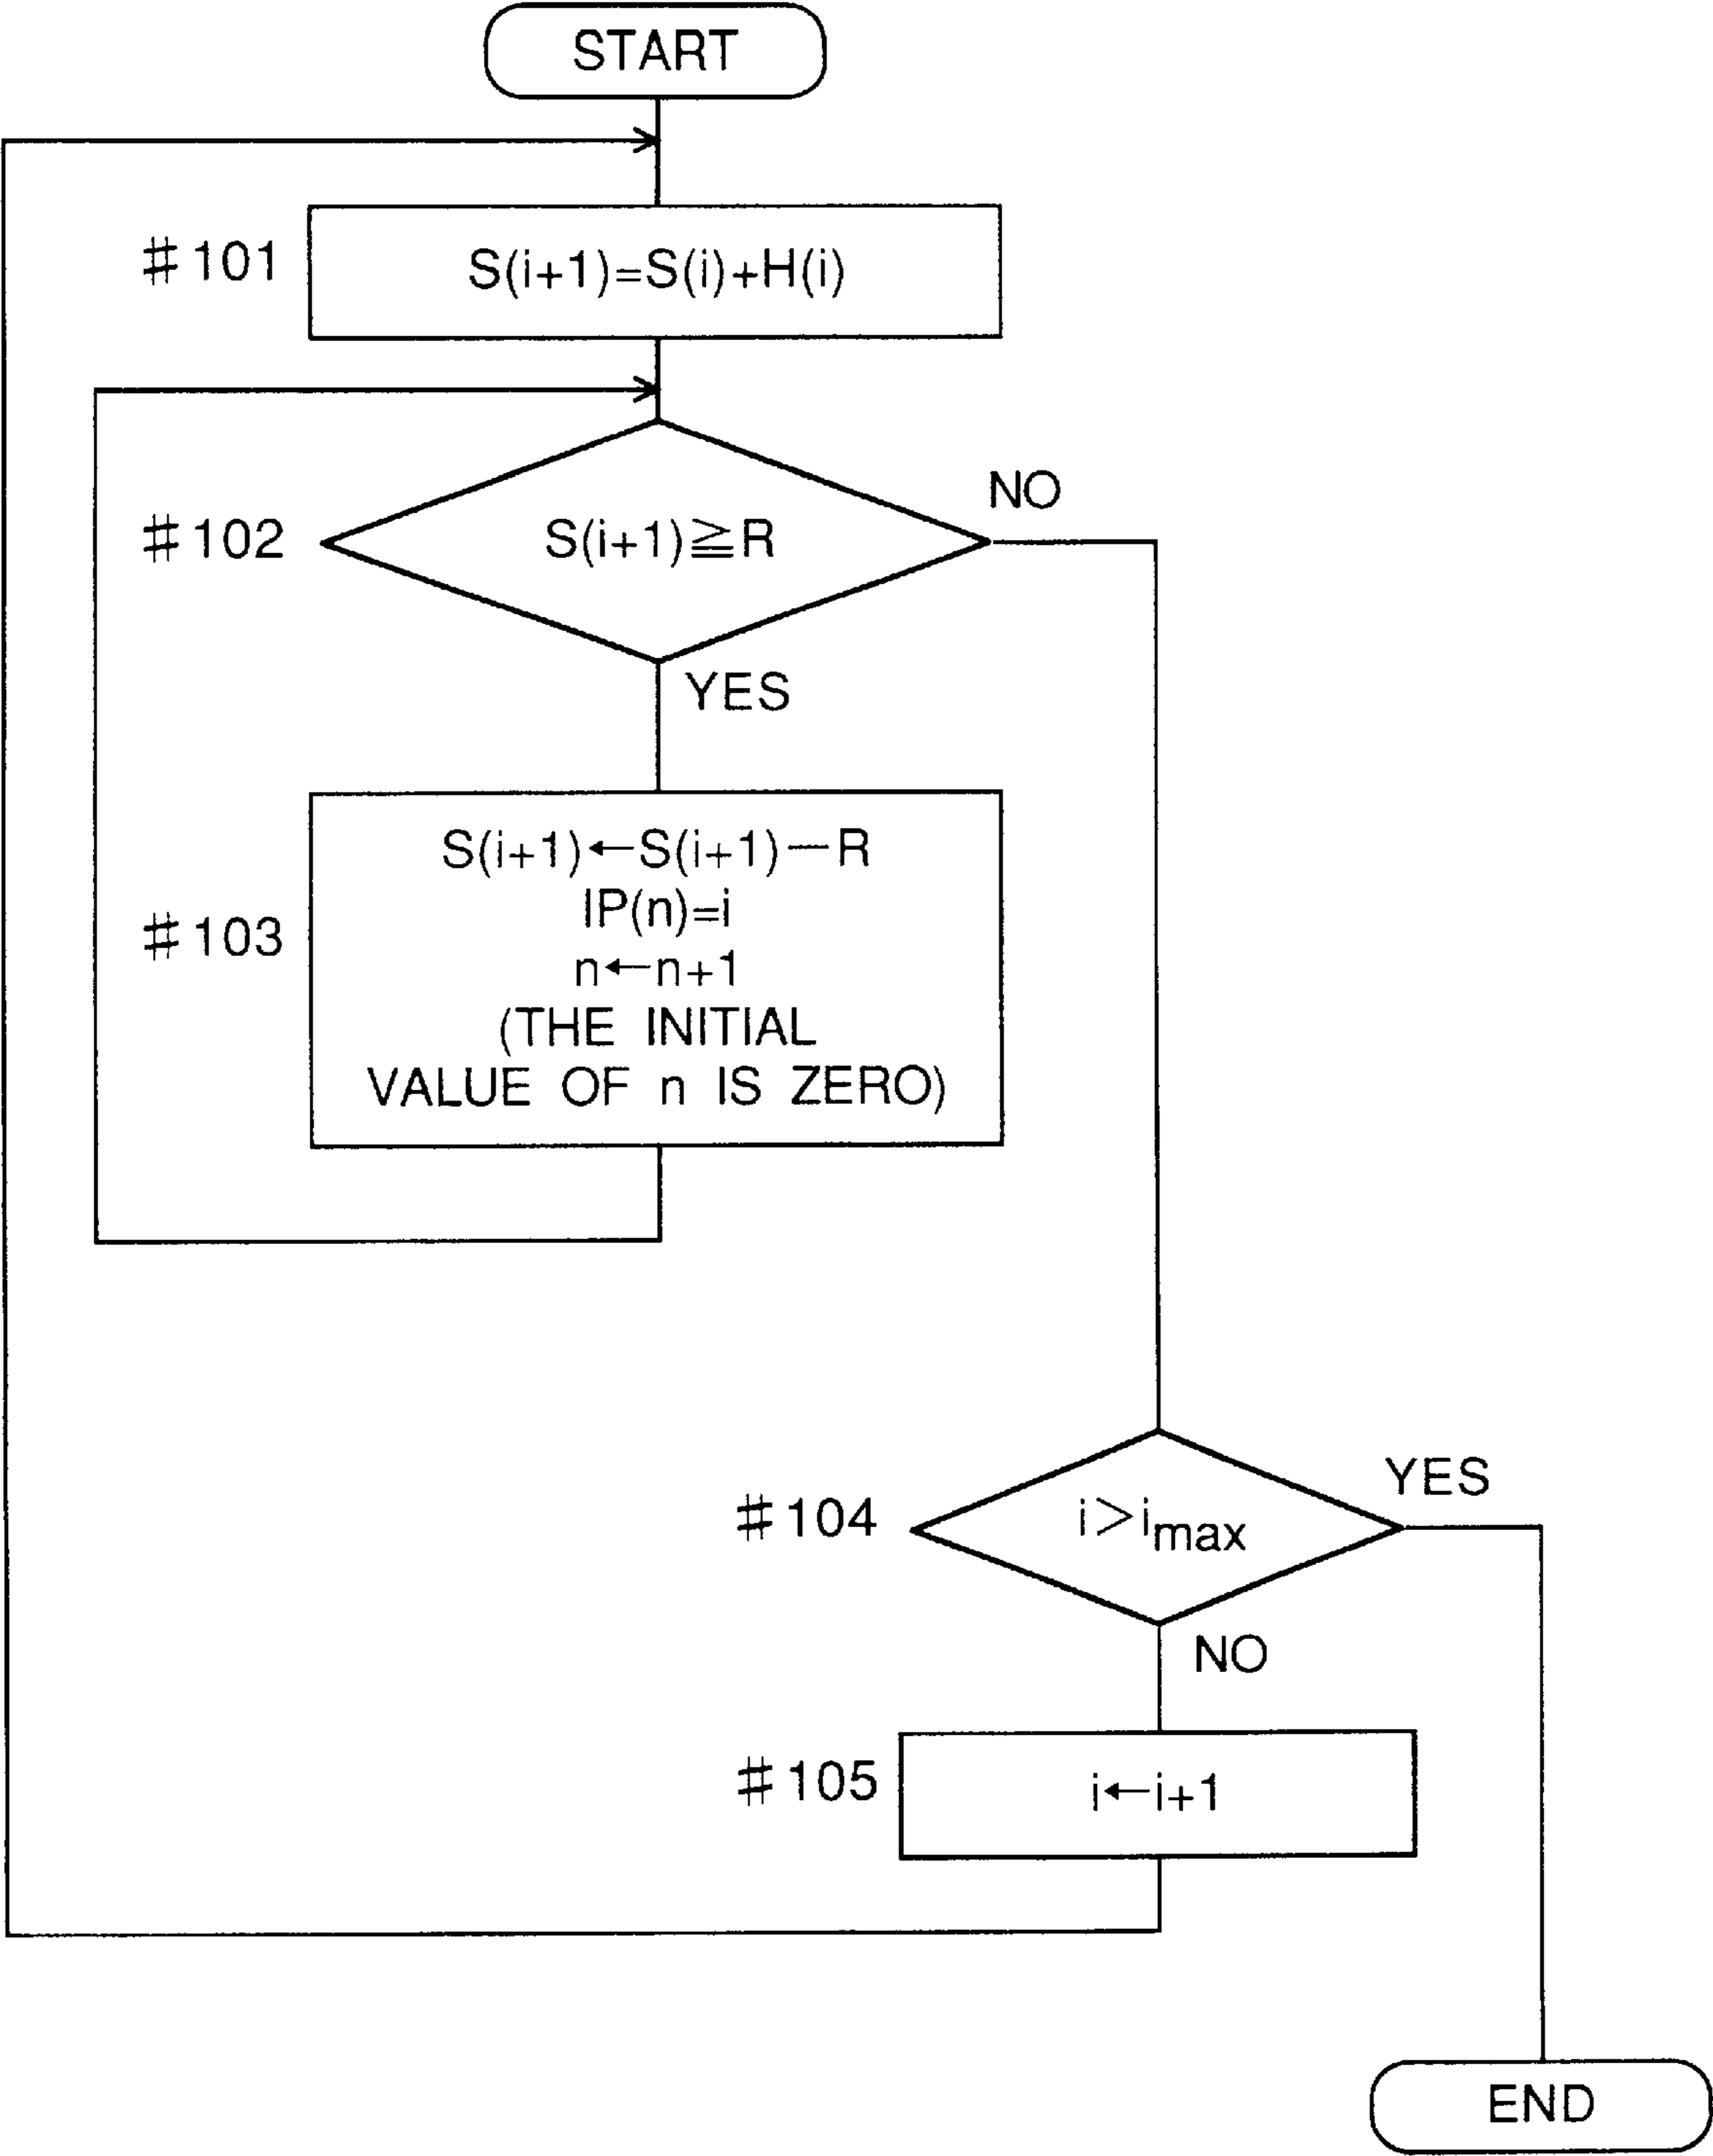 START
#101
S(i+1)=S(i)+H(i)
NO
#102
S(i+1)≧R
YES
S(i+1)←S(i+1)−R
IP(n)=i
#103
n←n+1
(THE INITIAL
VALUE OF n IS ZERO)
YES
#104
i>imax
NO
#105
i←i+1
END